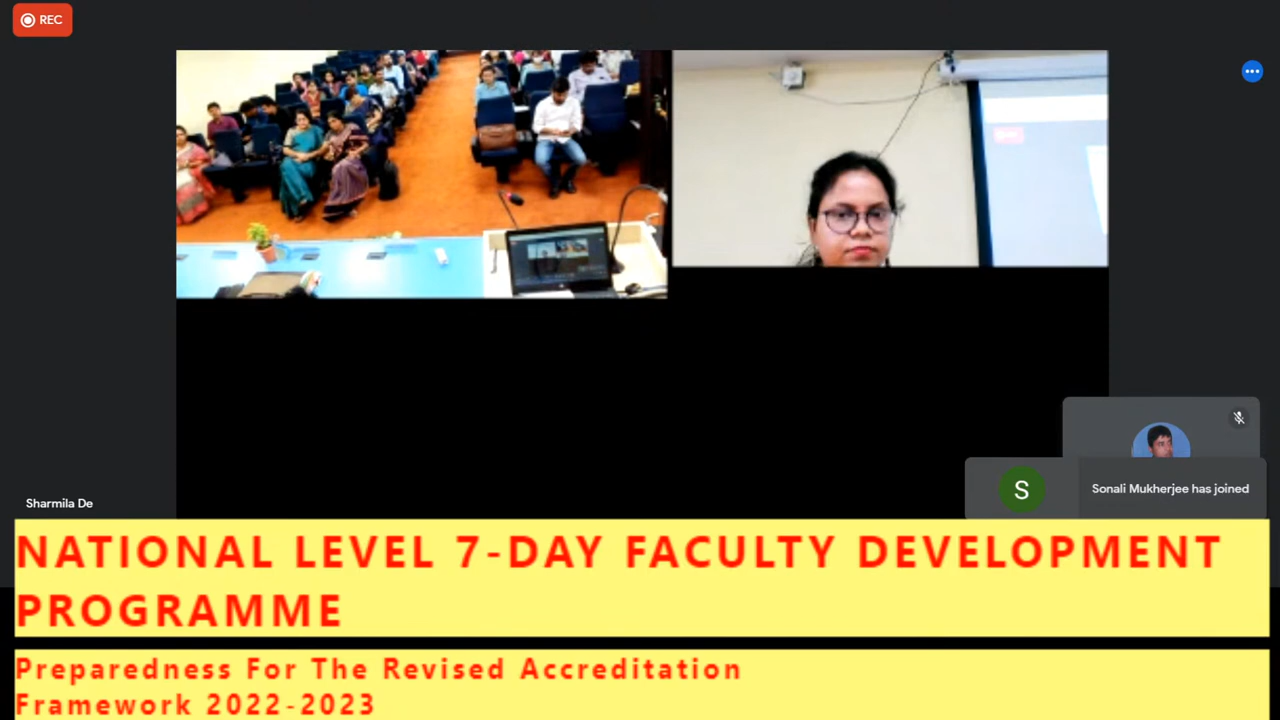 REC
Sharmila De
S
Sonali Mukherjee has joined
NATIONAL LEVEL 7-DAY FACULTY DEVELOPMENT
PROGRAMME
Preparedness For The Revised Accreditation
Framework 2022-2023